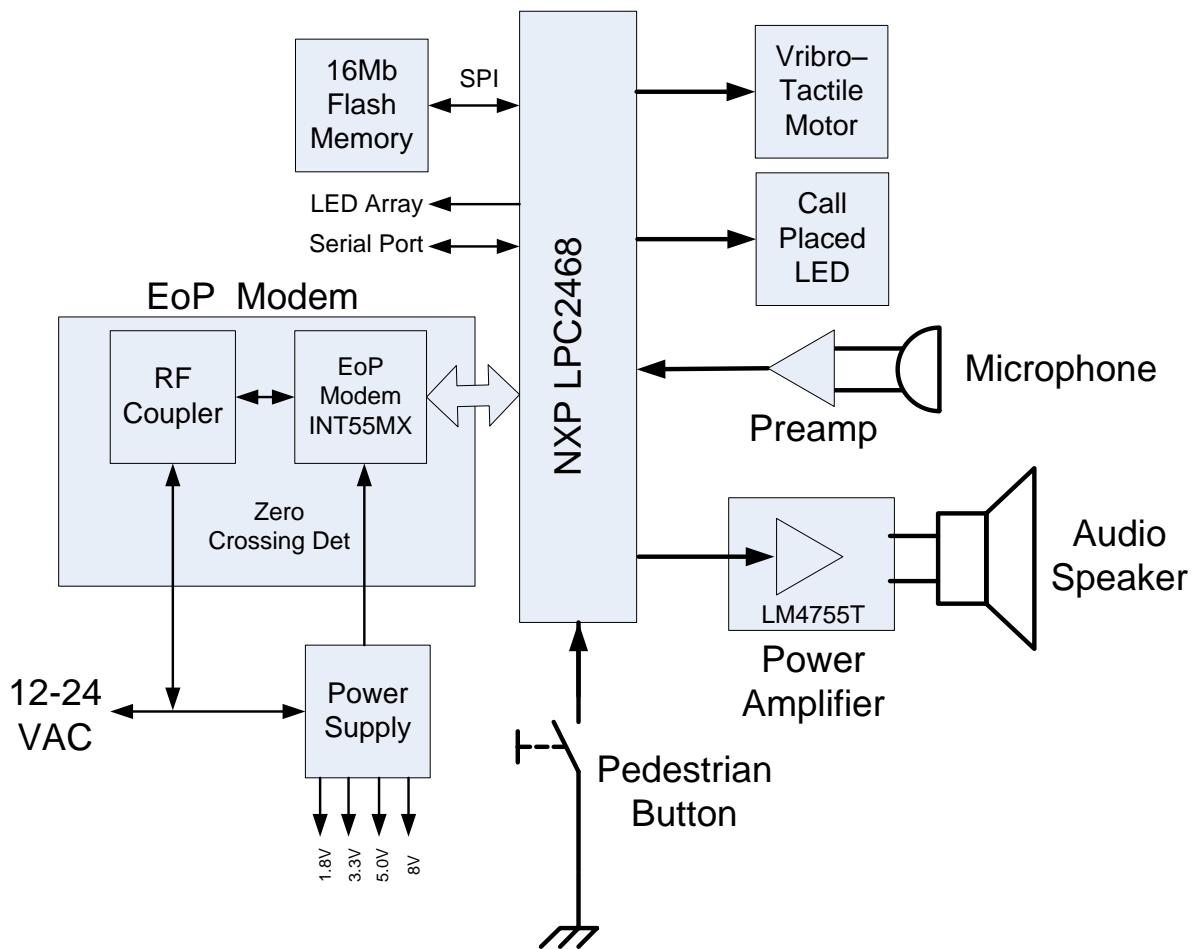 16Mb
Flash
Memory
SPI
Vribro–
Tactile
Motor
LED Array
Serial Port
Call
Placed
LED
NXP LPC2468
EoP Modem
RF
Coupler
EoP
Modem
INT55MX
Microphone
Preamp
Zero
Crossing Det
Audio
Speaker
LM4755T
Power
Amplifier
12-24
VAC
Power
Supply
Pedestrian
Button
1.8V
3.3V
5.0V
8V